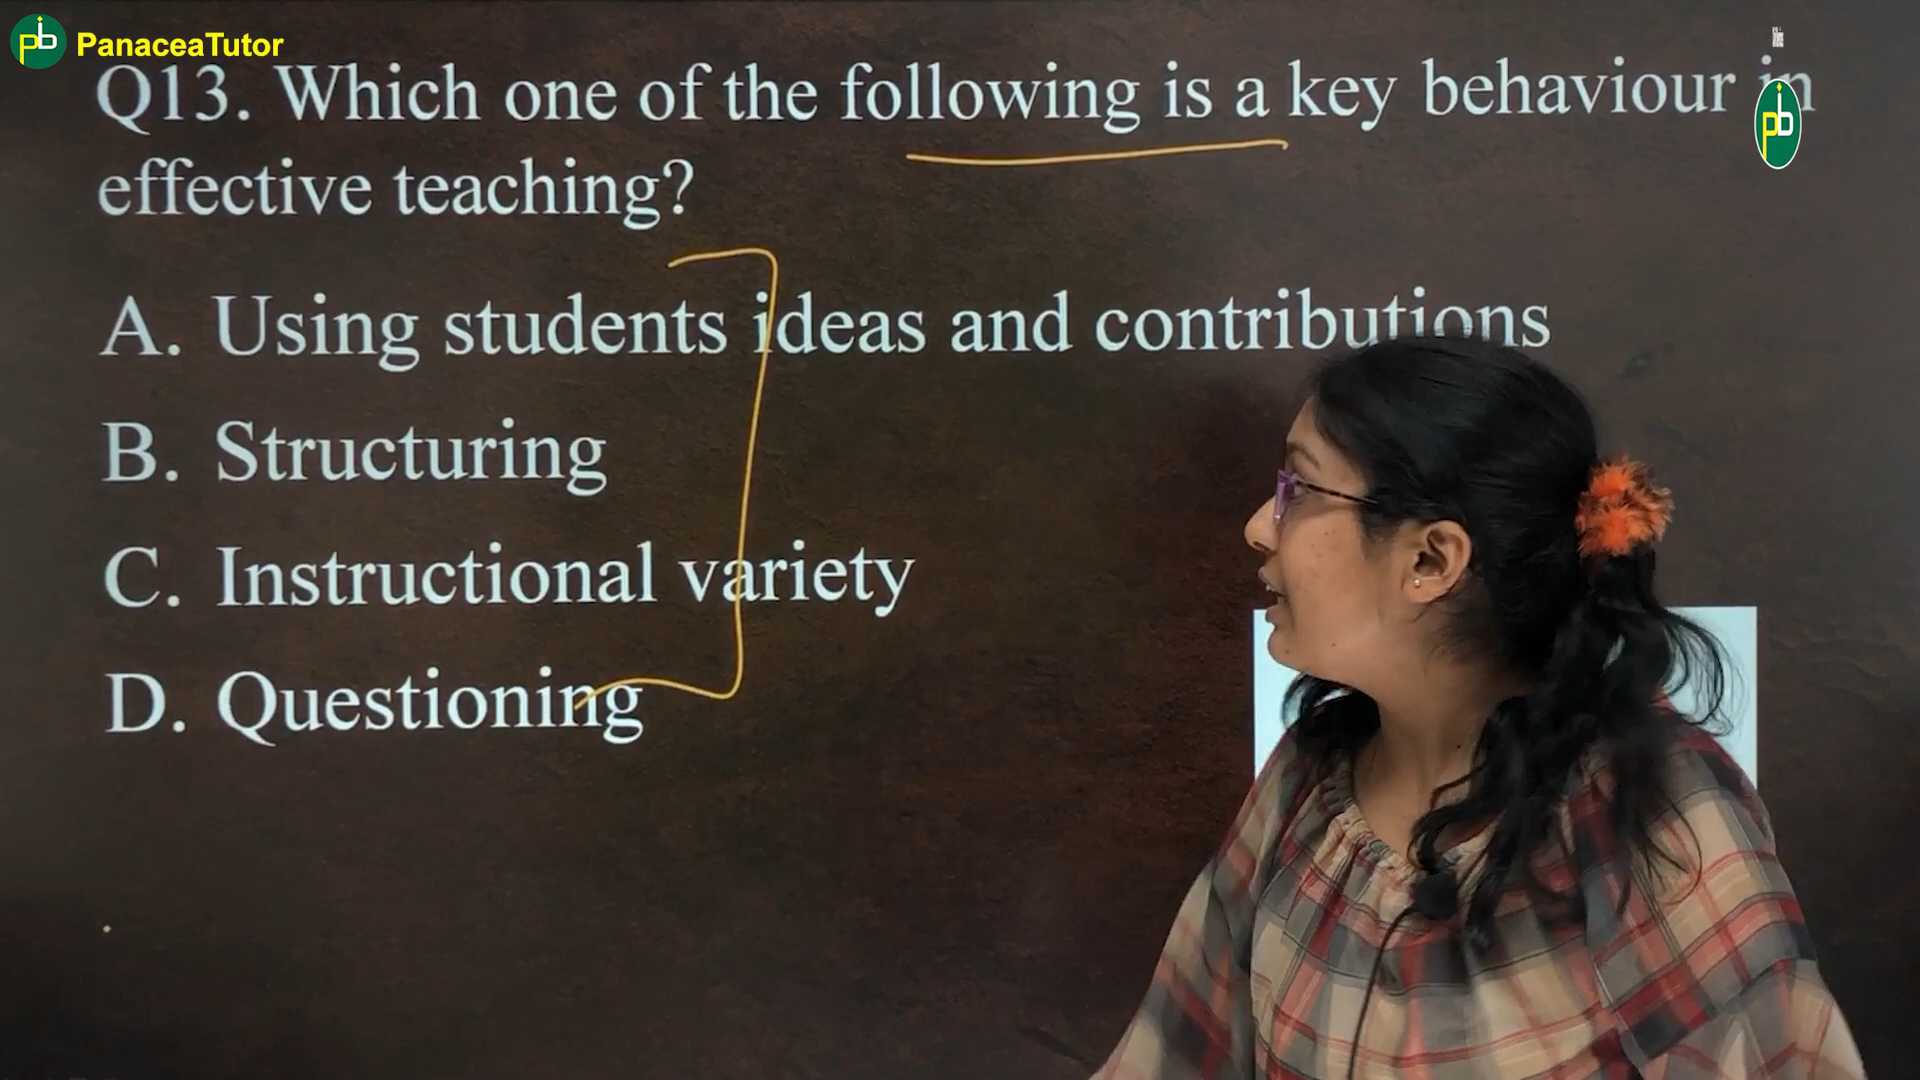 PanaceaTutor
Q13. Which one of the following is a key behaviour in
effective teaching?
A. Using students ideas and contributions
B. Structuring
C. Instructional variety
D. Questioning
pb